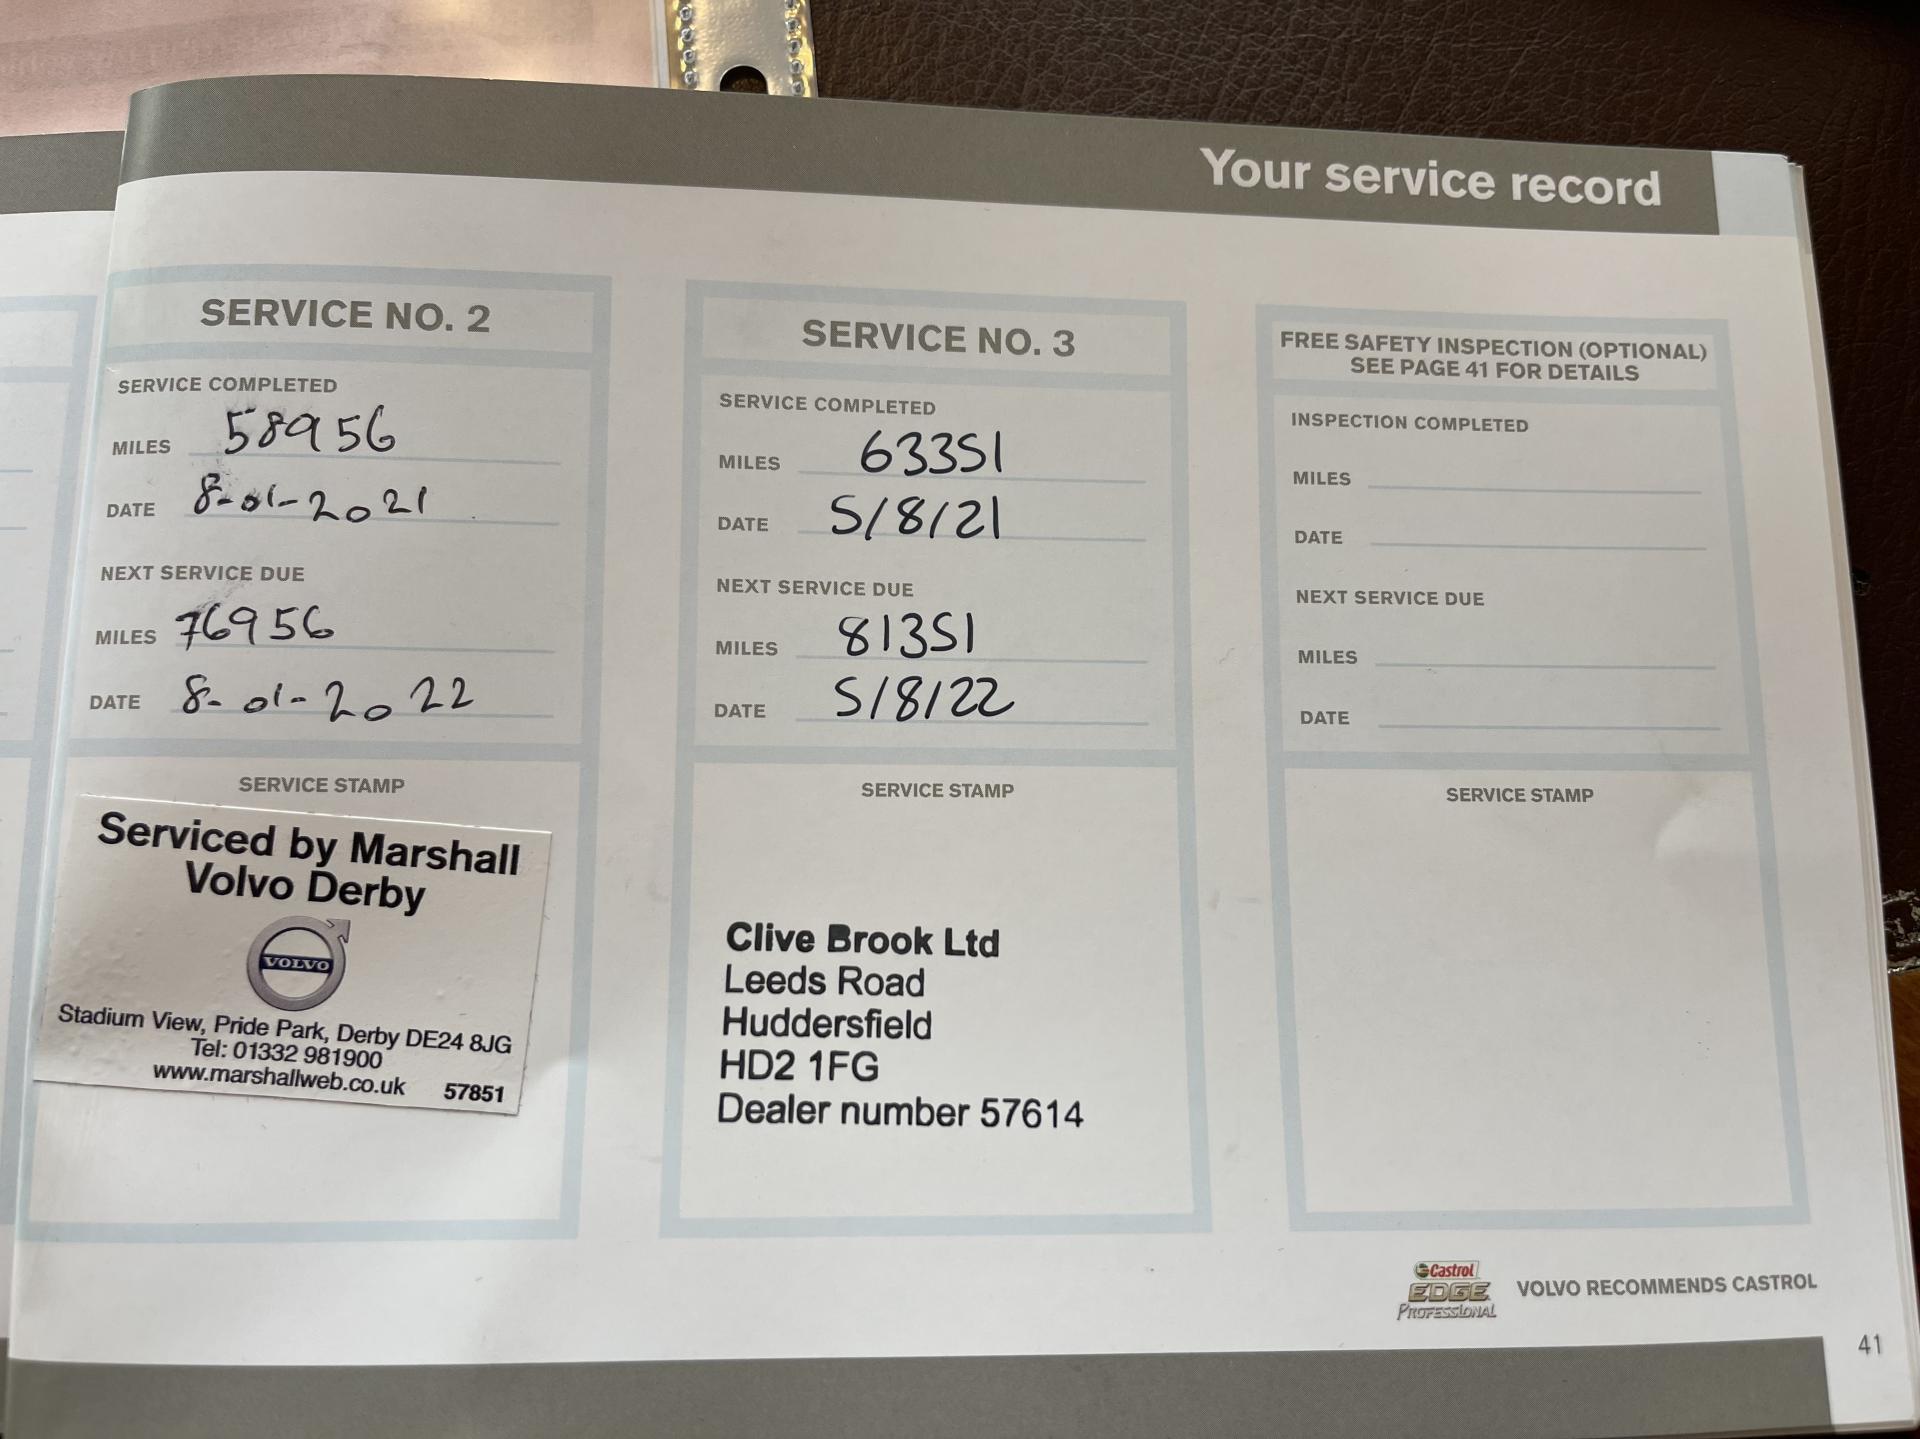 Your service record
SERVICE NO. 2
SERVICE COMPLETED
MILES 58956
DATE 8-01-2021
NEXT SERVICE DUE
MILES 76956
DATE 8-01-2022
SERVICE STAMP
Serviced by Marshall
Volvo Derby
VOLVO
Stadium View, Pride Park, Derby DE24 8JG
Tel: 01332 981900
www.marshallweb.co.uk 57851
SERVICE NO. 3
SERVICE COMPLETED
MILES 63351
DATE 5/8/21
NEXT SERVICE DUE
MILES 81351
DATE 5/8/22
SERVICE STAMP
Clive Brook Ltd
Leeds Road
Huddersfield
HD2 1FG
Dealer number 57614
FREE SAFETY INSPECTION (OPTIONAL)
SEE PAGE 41 FOR DETAILS
INSPECTION COMPLETED
MILES
DATE
NEXT SERVICE DUE
MILES
DATE
SERVICE STAMP
Castrol
EDGE
PROFESSIONAL
VOLVO RECOMMENDS CASTROL
41